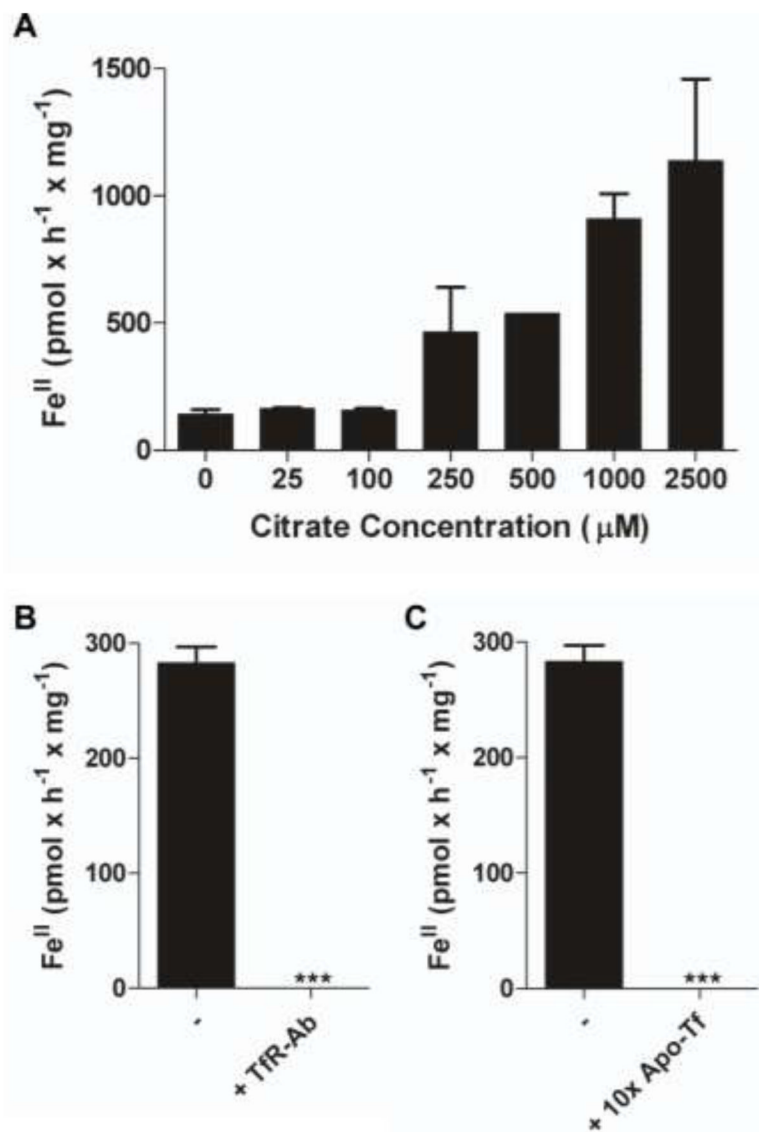 A
Fe^II (pmol x h^-1 x mg^-1)
1500
1000
500
0
0 25 100 250 500 1000 2500
Citrate Concentration (μM)
B
Fe^II (pmol x h^-1 x mg^-1)
300
200
100
0
***
-
+ TfR-Ab
C
Fe^II (pmol x h^-1 x mg^-1)
300
200
100
0
***
-
+ 10x Apo-Tf